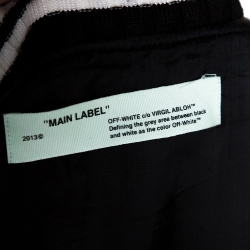 "MAIN LABEL"
2013©
OFF-WHITE c/o VIRGIL ABLOH™
Defining the grey area between black
and white as the color Off-White™